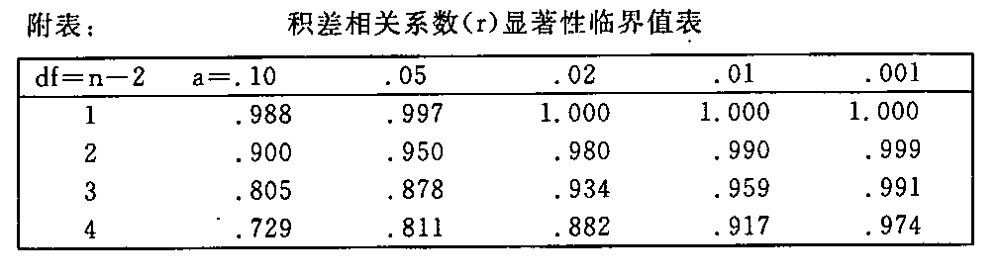 附表: 积差相关系数(r)显著性临界值表
df=n-2 a=.10 .05 .02 .01 .001
1 .988 .997 1.000 1.000 1.000
2 .900 .950 .980 .990 .999
3 .805 .878 .934 .959 .991
4 .729 .811 .882 .917 .974